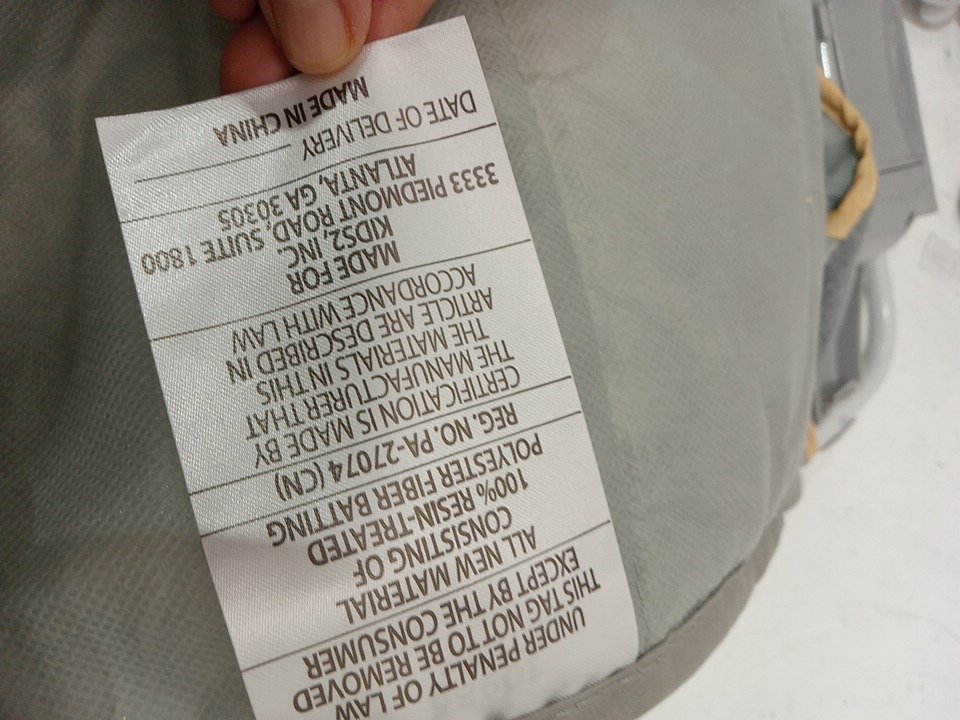 UNDER PENALTY OF LAW
THIS TAG NOT TO BE REMOVED
EXCEPT BY THE CONSUMER
ALL NEW MATERIAL
CONSISTING OF
100% RESIN-TREATED
POLYESTER FIBER BATTING
REG. NO. PA-27074 (CN)
CERTIFICATION IS MADE BY
THE MANUFACTURER THAT
THE MATERIALS IN THIS
ARTICLE ARE DESCRIBED IN
ACCORDANCE WITH LAW
MADE FOR
KIDS2, INC
3333 PIEDMONT ROAD, SUITE 1800
ATLANTA, GA 30305
DATE OF DELIVERY
MADE IN CHINA